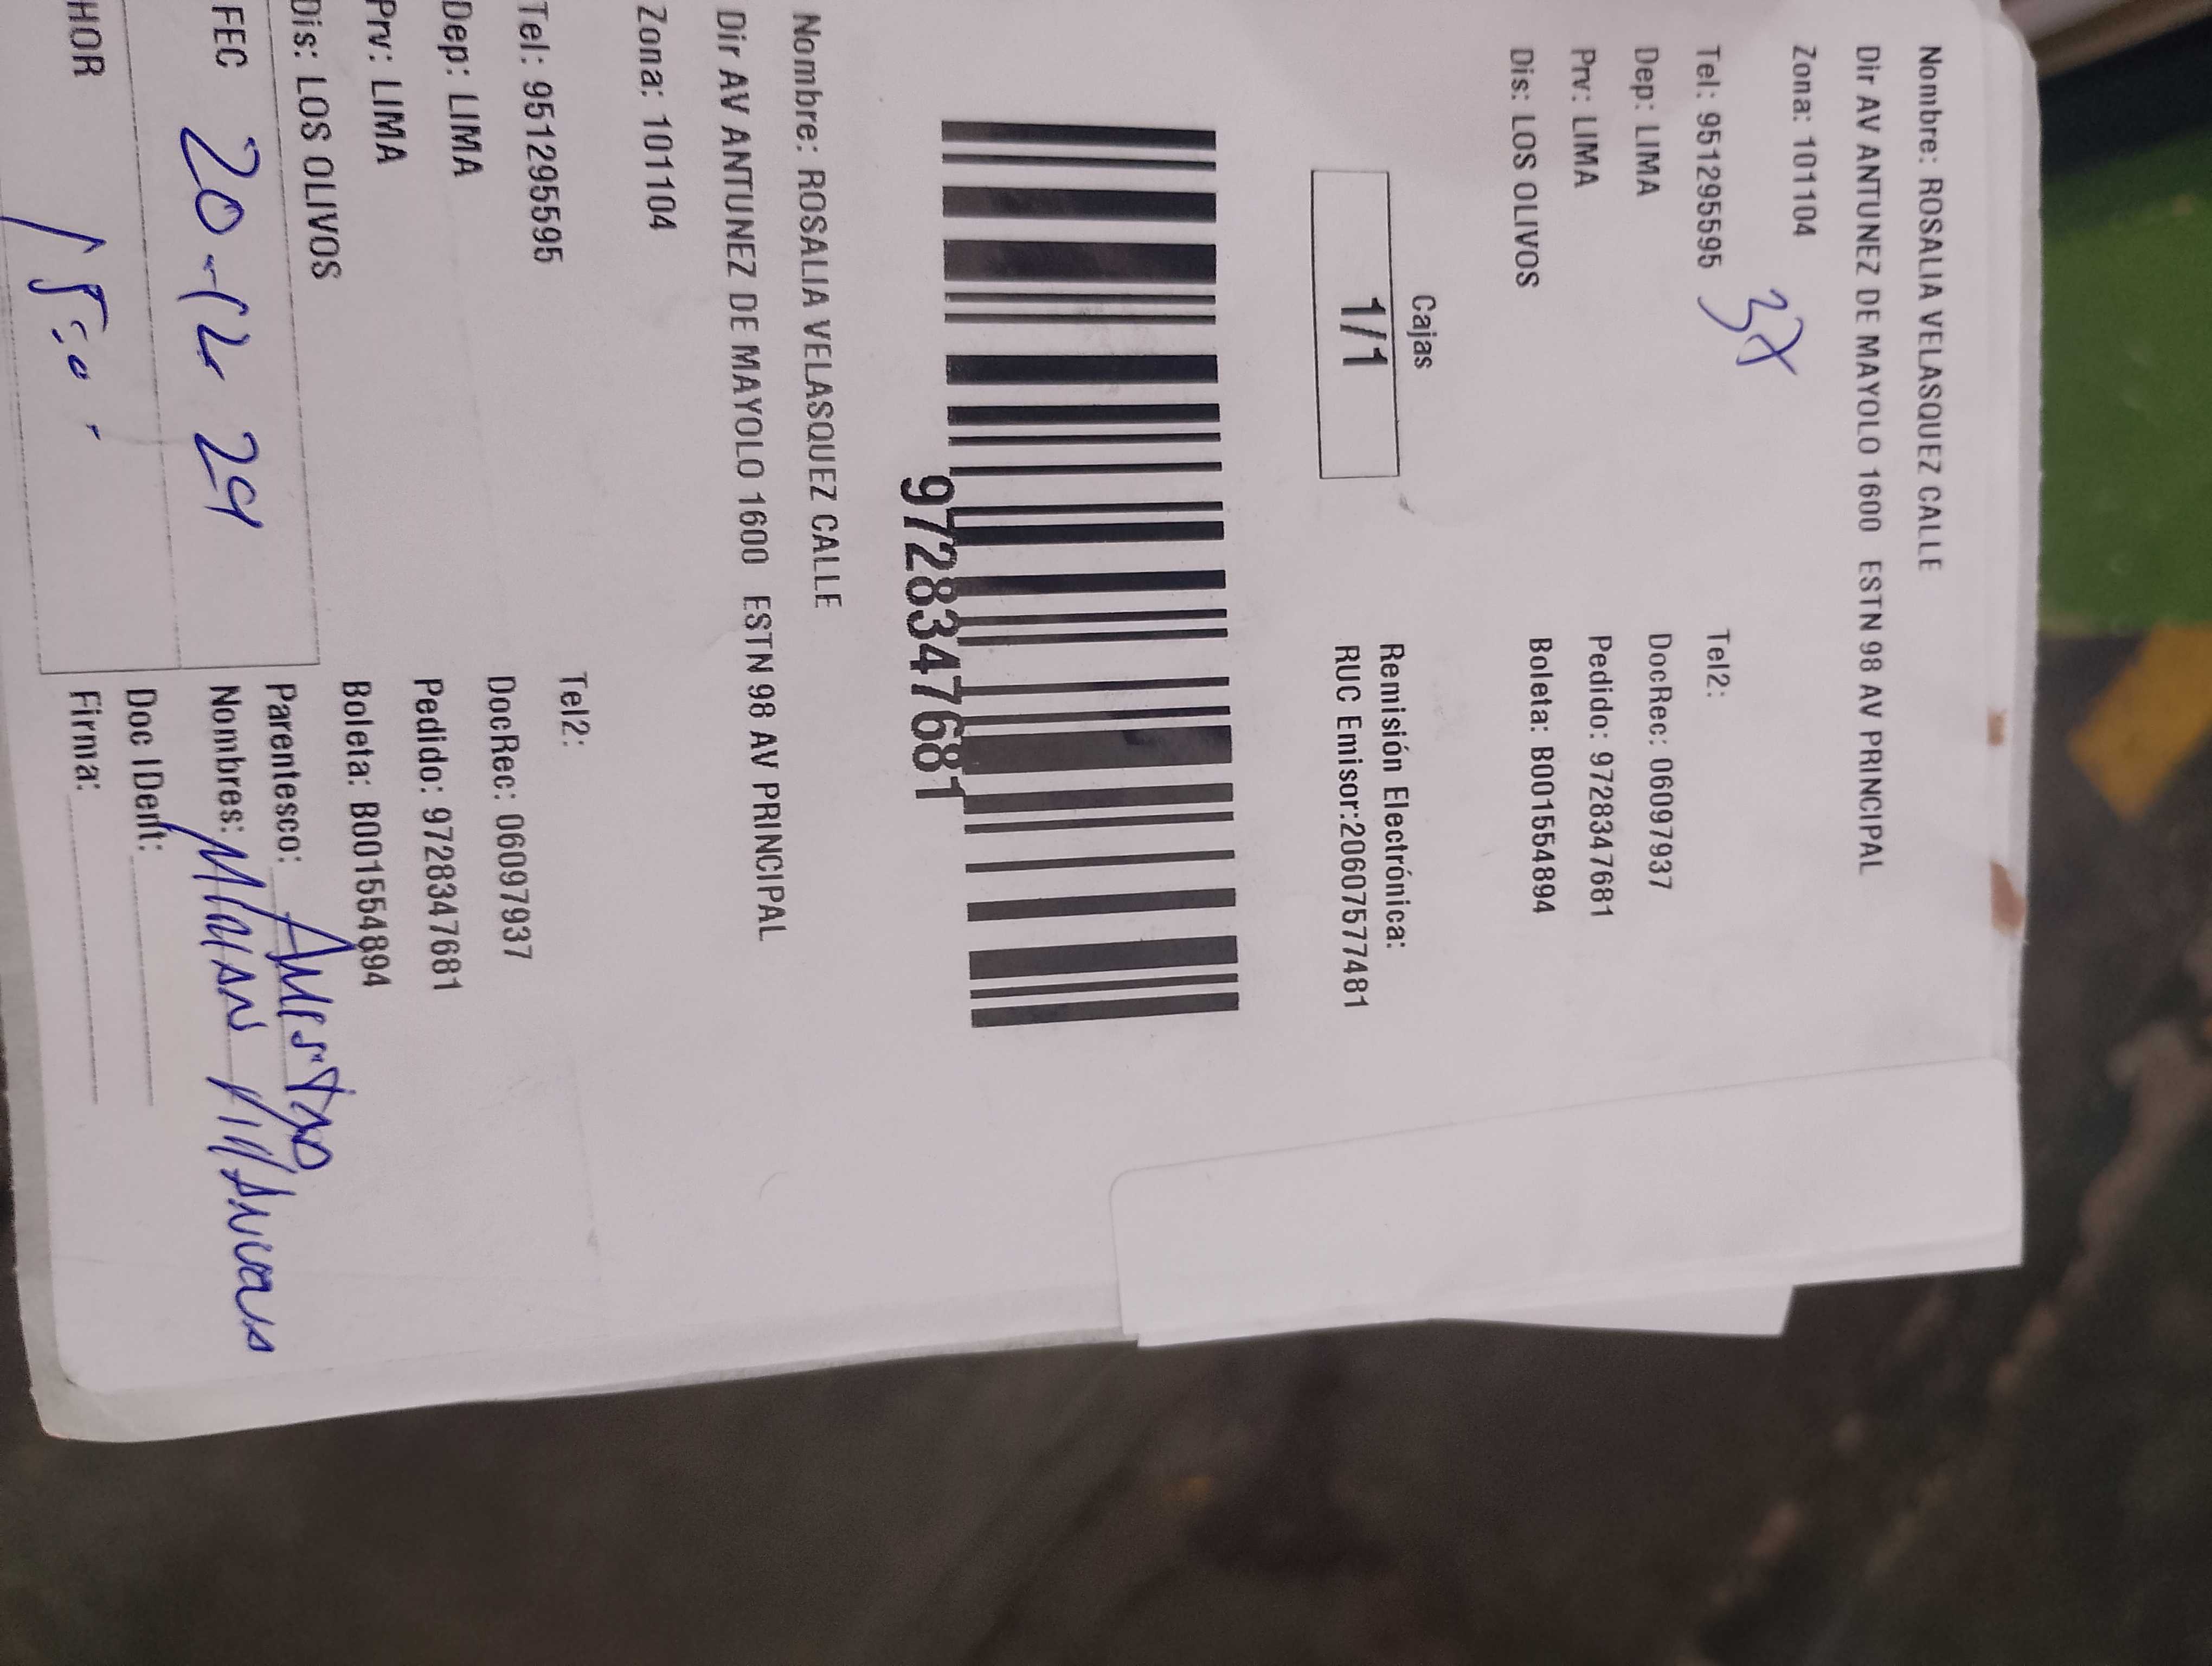 Nombre: ROSALIA VELASQUEZ CALLE
Dir AV ANTUNEZ DE MAYOLO 1600 ESTN 98 AV PRINCIPAL
Zona: 101104
Tel: 951295595 Tel2:
Dep: LIMA DocRec: 06097937
Prv: LIMA Pedido: 9728347681
Dis: LOS OLIVOS Boleta: B001554894
Cajas
1/1
Remisión Electrónica:
RUC Emisor:20607577481
9728347681
Nombre: ROSALIA VELASQUEZ CALLE
Dir AV ANTUNEZ DE MAYOLO 1600 ESTN 98 AV PRINCIPAL
Zona: 101104
Tel: 951295595 Tel2:
Dep: LIMA DocRec: 06097937
Prv: LIMA Pedido: 9728347681
Dis: LOS OLIVOS Boleta: B001554894
Parentesco:
FEC 20-12 Nombres:
Doc IDent:
HOR Firma: